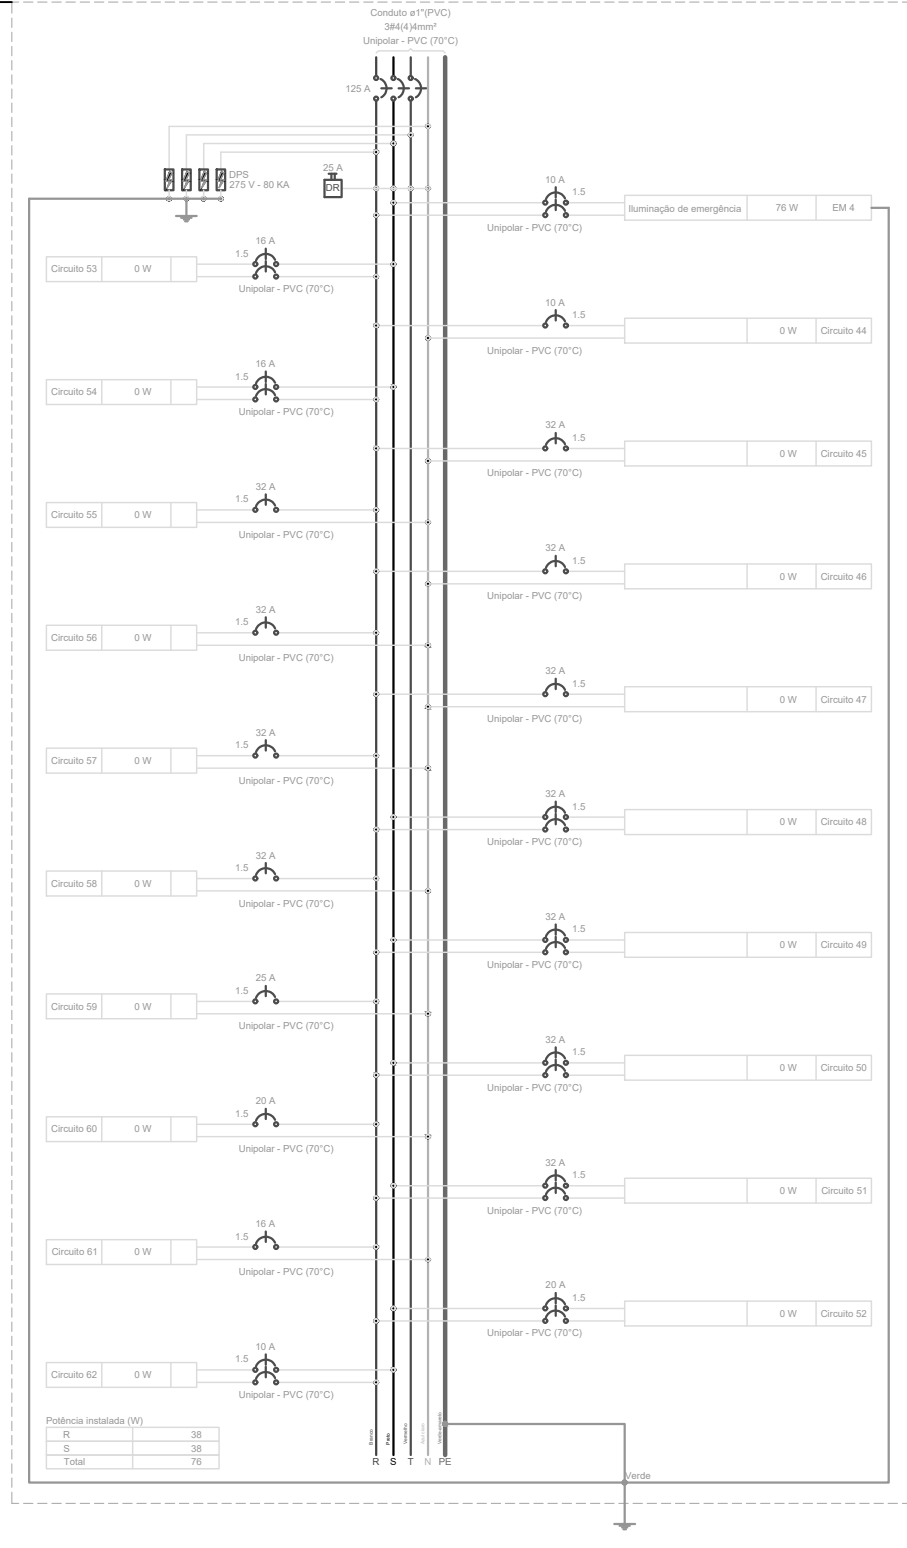 Conduto ø1"(PVC)
3#4(4)4mm²
Unipolar - PVC (70°C)
125 A
DPS
275 V - 80 KA
25 A
DR
10 A
1.5
Iluminação de emergência 76 W EM 4
Unipolar - PVC (70°C)
16 A
1.5
Circuito 53 0 W
Unipolar - PVC (70°C)
10 A
1.5
0 W Circuito 44
Unipolar - PVC (70°C)
16 A
1.5
Circuito 54 0 W
Unipolar - PVC (70°C)
32 A
1.5
0 W Circuito 45
Unipolar - PVC (70°C)
32 A
1.5
Circuito 55 0 W
Unipolar - PVC (70°C)
32 A
1.5
0 W Circuito 46
Unipolar - PVC (70°C)
32 A
1.5
Circuito 56 0 W
Unipolar - PVC (70°C)
32 A
1.5
0 W Circuito 47
Unipolar - PVC (70°C)
32 A
1.5
Circuito 57 0 W
Unipolar - PVC (70°C)
32 A
1.5
0 W Circuito 48
Unipolar - PVC (70°C)
32 A
1.5
Circuito 58 0 W
Unipolar - PVC (70°C)
32 A
1.5
0 W Circuito 49
Unipolar - PVC (70°C)
25 A
1.5
Circuito 59 0 W
Unipolar - PVC (70°C)
32 A
1.5
0 W Circuito 50
Unipolar - PVC (70°C)
20 A
1.5
Circuito 60 0 W
Unipolar - PVC (70°C)
32 A
1.5
0 W Circuito 51
Unipolar - PVC (70°C)
16 A
1.5
Circuito 61 0 W
Unipolar - PVC (70°C)
20 A
1.5
0 W Circuito 52
Unipolar - PVC (70°C)
10 A
1.5
Circuito 62 0 W
Unipolar - PVC (70°C)
Potência instalada (W)
R 38
S 38
Total 76
Branco
Preto
Vermelho
R S T N PE
Verde